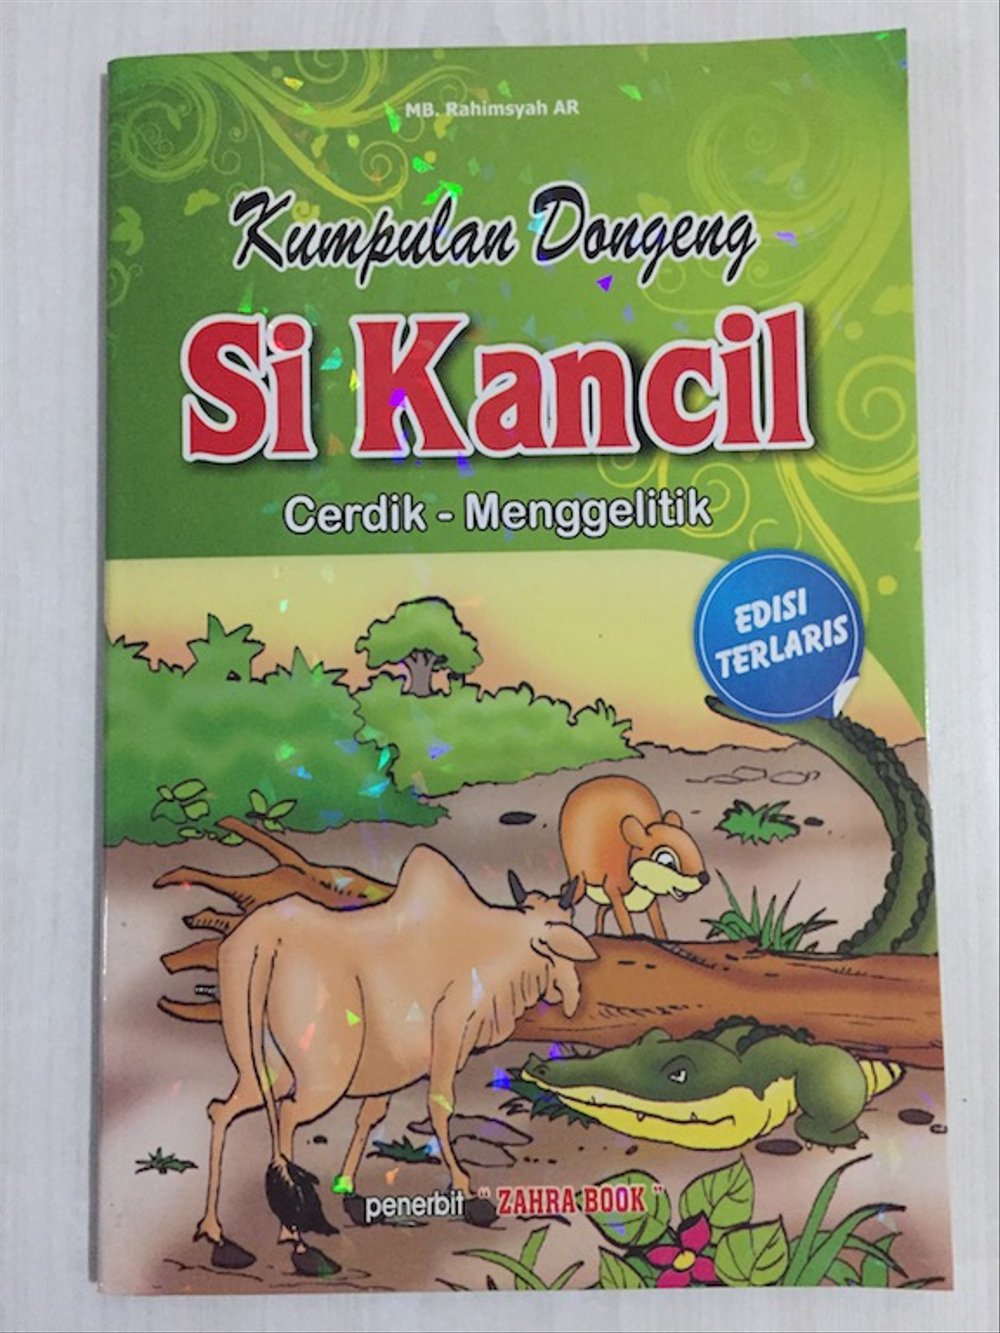 MB. Rahimsyah AR
Kumpulan Dongeng
Si Kancil
Cerdik - Menggelitik
EDISI
TERLARIS
penerbit " ZAHRA BOOK "